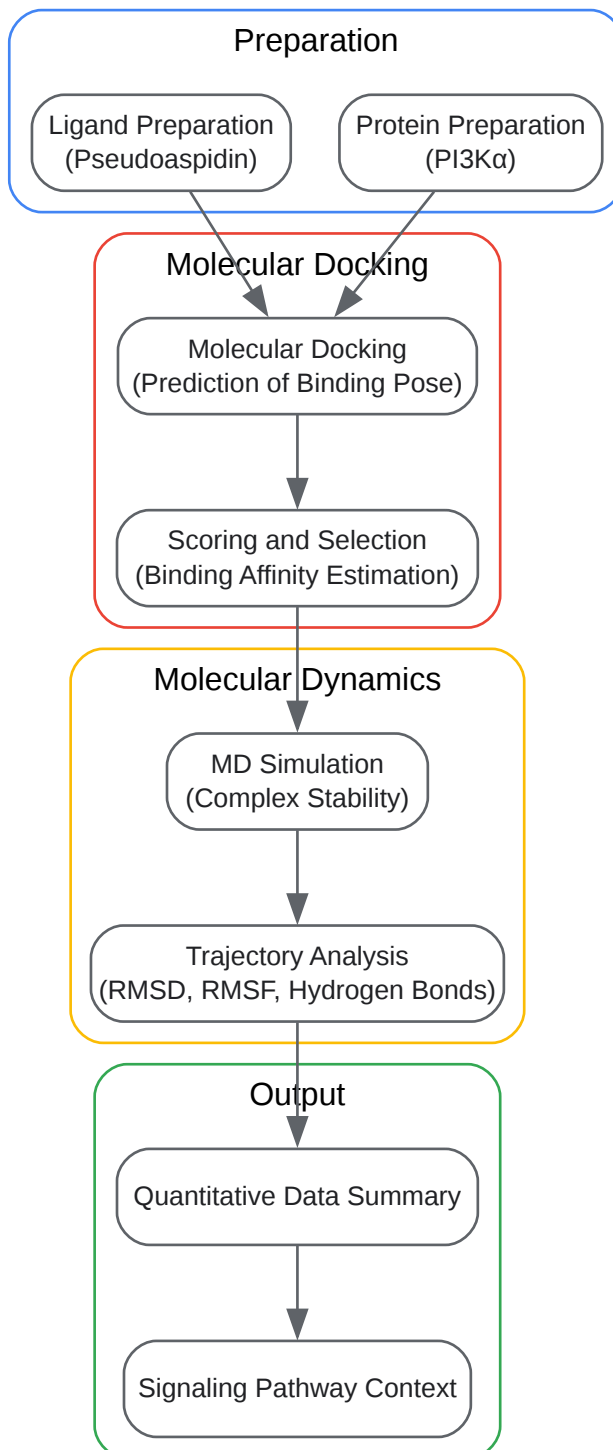 Preparation
Ligand Preparation
(Pseudoaspidin)
Protein Preparation
(PI3Kα)
Molecular Docking
Molecular Docking
(Prediction of Binding Pose)
Scoring and Selection
(Binding Affinity Estimation)
Molecular Dynamics
MD Simulation
(Complex Stability)
Trajectory Analysis
(RMSD, RMSF, Hydrogen Bonds)
Output
Quantitative Data Summary
Signaling Pathway Context